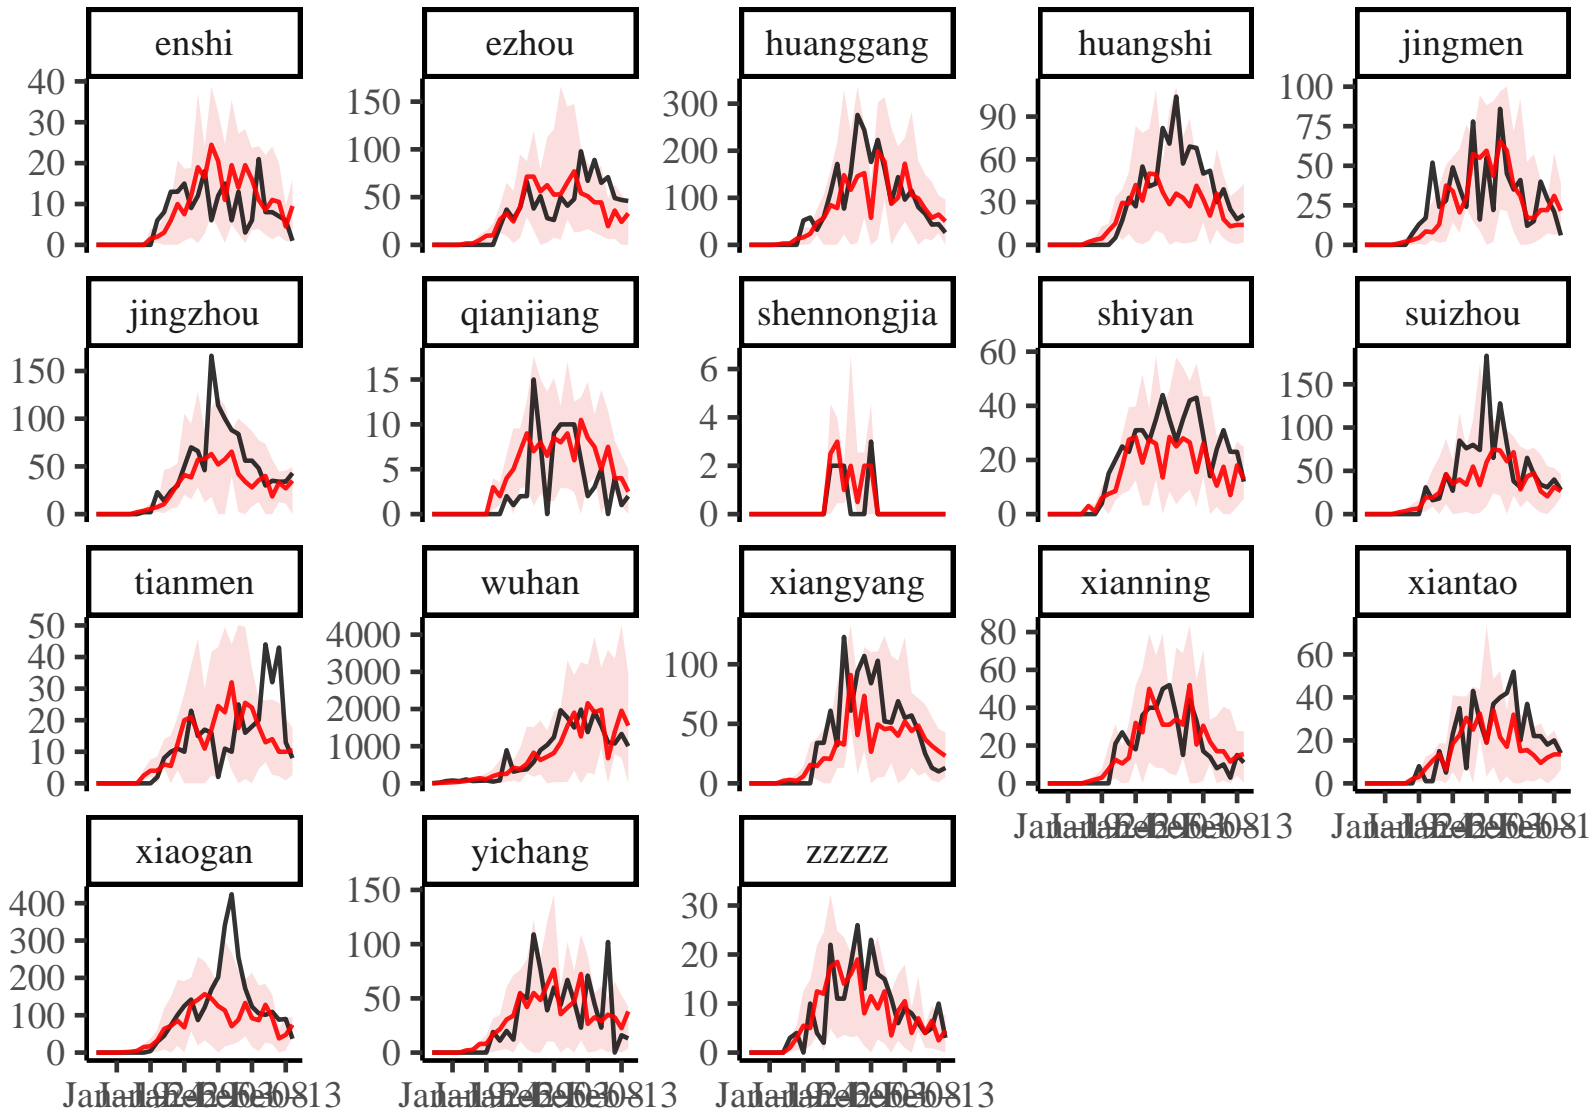 enshi ezhou huanggang huangshi jingmen
40 30 20 10 0
150 100 50 0
300 200 100 0
90 60 30 0
100 75 50 25 0
jingzhou qianjiang shennongjia shiyan suizhou
150 100 50 0
15 10 5 0
6 4 2 0
60 40 20 0
150 100 50 0
tianmen wuhan xiangyang xianning xiantao
50 40 30 20 10 0
4000 3000 2000 1000 0
100 50 0
80 60 40 20 0
60 40 20 0
xiaogan yichang zzzzz
400 300 200 100 0
150 100 50 0
30 20 10 0